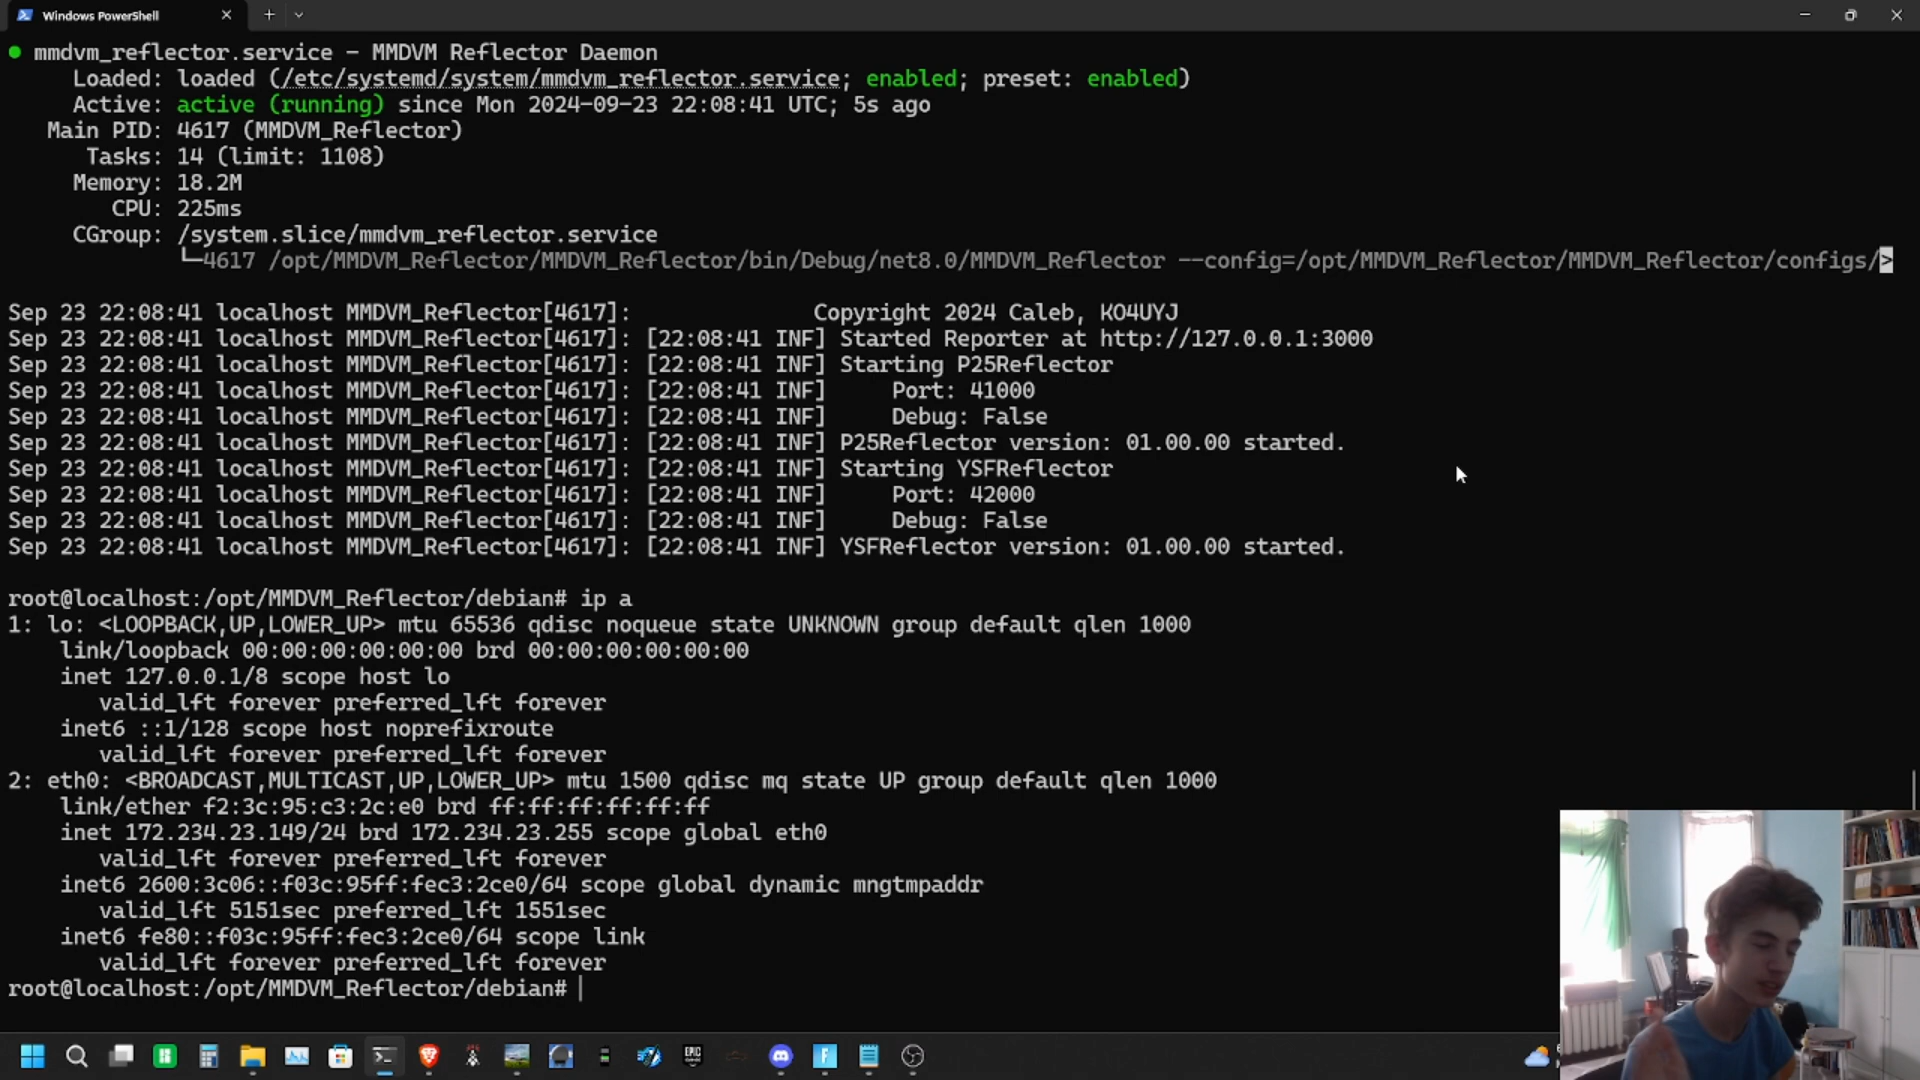 Windows PowerShell
mmdvm_reflector.service - MMDVM Reflector Daemon
Loaded: loaded (/etc/systemd/system/mmdvm_reflector.service; enabled; preset: enabled)
Active: active (running) since Mon 2024-09-23 22:08:41 UTC; 5s ago
Main PID: 4617 (MMDVM_Reflector)
Tasks: 14 (limit: 1108)
Memory: 18.2M
CPU: 225ms
CGroup: /system.slice/mmdvm_reflector.service
└─4617 /opt/MMDVM_Reflector/MMDVM_Reflector/bin/Debug/net8.0/MMDVM_Reflector --config=/opt/MMDVM_Reflector/MMDVM_Reflector/configs/>
Sep 23 22:08:41 localhost MMDVM_Reflector[4617]: Copyright 2024 Caleb, KO4UYJ
Sep 23 22:08:41 localhost MMDVM_Reflector[4617]: [22:08:41 INF] Started Reporter at http://127.0.0.1:3000
Sep 23 22:08:41 localhost MMDVM_Reflector[4617]: [22:08:41 INF] Starting P25Reflector
Sep 23 22:08:41 localhost MMDVM_Reflector[4617]: [22:08:41 INF] Port: 41000
Sep 23 22:08:41 localhost MMDVM_Reflector[4617]: [22:08:41 INF] Debug: False
Sep 23 22:08:41 localhost MMDVM_Reflector[4617]: [22:08:41 INF] P25Reflector version: 01.00.00 started.
Sep 23 22:08:41 localhost MMDVM_Reflector[4617]: [22:08:41 INF] Starting YSFReflector
Sep 23 22:08:41 localhost MMDVM_Reflector[4617]: [22:08:41 INF] Port: 42000
Sep 23 22:08:41 localhost MMDVM_Reflector[4617]: [22:08:41 INF] Debug: False
Sep 23 22:08:41 localhost MMDVM_Reflector[4617]: [22:08:41 INF] YSFReflector version: 01.00.00 started.
root@localhost:/opt/MMDVM_Reflector/debian# ip a
1: lo: <LOOPBACK,UP,LOWER_UP> mtu 65536 qdisc noqueue state UNKNOWN group default qlen 1000
link/loopback 00:00:00:00:00:00 brd 00:00:00:00:00:00
inet 127.0.0.1/8 scope host lo
valid_lft forever preferred_lft forever
inet6 ::1/128 scope host noprefixroute
valid_lft forever preferred_lft forever
2: eth0: <BROADCAST,MULTICAST,UP,LOWER_UP> mtu 1500 qdisc mq state UP group default qlen 1000
link/ether f2:3c:95:c3:2c:e0 brd ff:ff:ff:ff:ff:ff
inet 172.234.23.149/24 brd 172.234.23.255 scope global eth0
valid_lft forever preferred_lft forever
inet6 2600:3c06::f03c:95ff:fec3:2ce0/64 scope global dynamic mngtmpaddr
valid_lft 5151sec preferred_lft 1551sec
inet6 fe80::f03c:95ff:fec3:2ce0/64 scope link
valid_lft forever preferred_lft forever
root@localhost:/opt/MMDVM_Reflector/debian#
EPIC